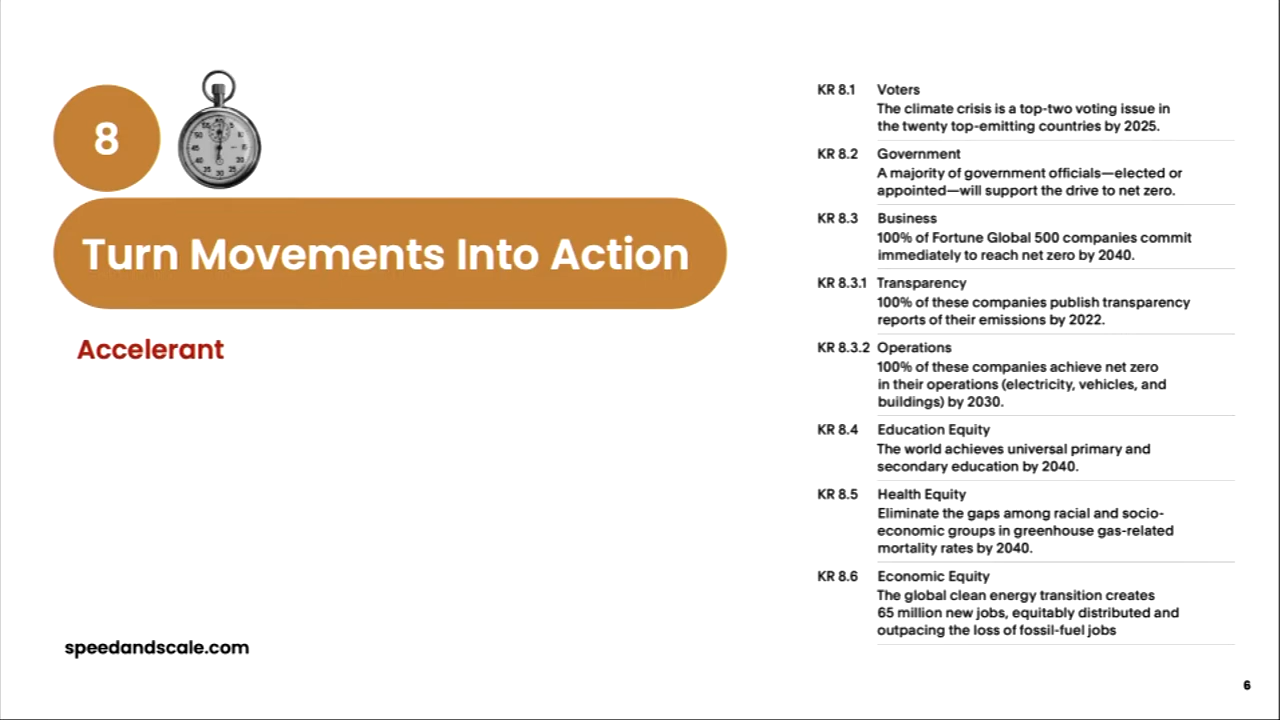 8
Turn Movements Into Action
Accelerant
speedandscale.com
KR 8.1 Voters
The climate crisis is a top-two voting issue in
the twenty top-emitting countries by 2025.
KR 8.2 Government
A majority of government officials—elected or
appointed—will support the drive to net zero.
KR 8.3 Business
100% of Fortune Global 500 companies commit
immediately to reach net zero by 2040.
KR 8.3.1 Transparency
100% of these companies publish transparency
reports of their emissions by 2022.
KR 8.3.2 Operations
100% of these companies achieve net zero
in their operations (electricity, vehicles, and
buildings) by 2030.
KR 8.4 Education Equity
The world achieves universal primary and
secondary education by 2040.
KR 8.5 Health Equity
Eliminate the gaps among racial and socio-
economic groups in greenhouse gas-related
mortality rates by 2040.
KR 8.6 Economic Equity
The global clean energy transition creates
65 million new jobs, equitably distributed and
outpacing the loss of fossil-fuel jobs
6